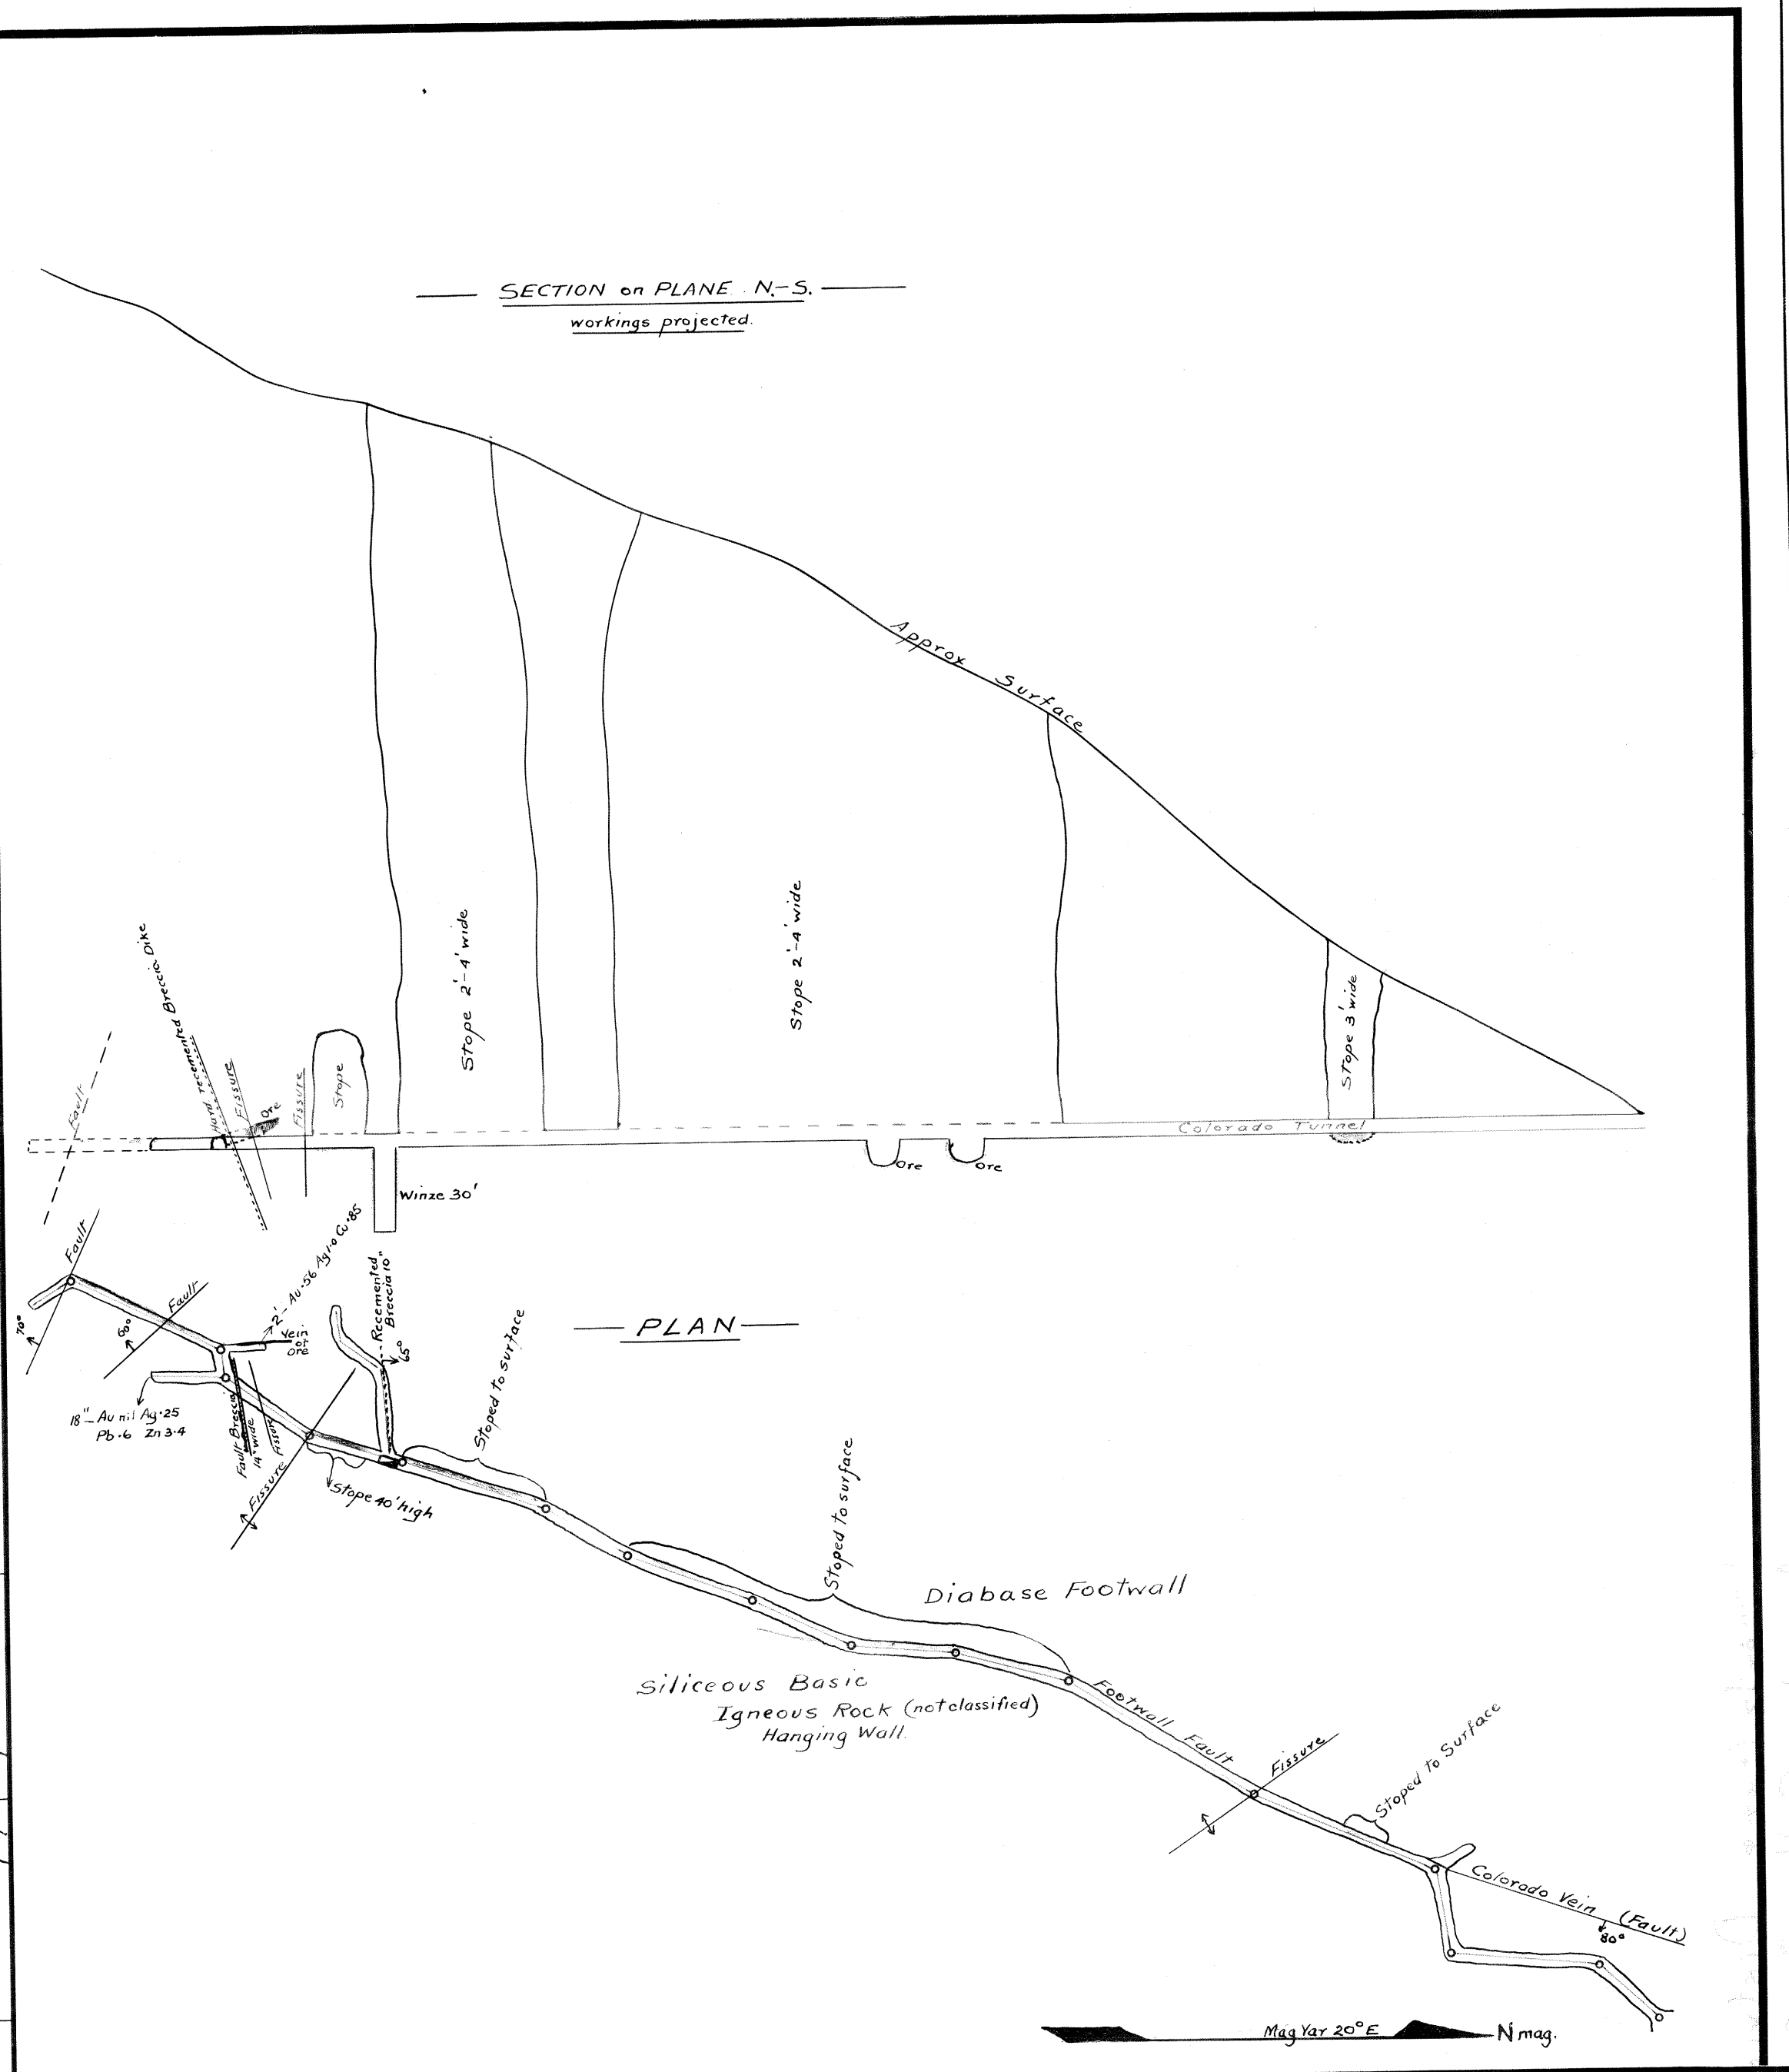 SECTION on PLANE N.-S.
workings projected.
Approx Surface
Stope 2'-4' wide
Stope 2'-4' wide
Stope 3' wide
Hard recemented Breccia Dike
Fault
Fissure
Ore
Fissure
Stope
Colorado Tunnel
Ore
Ore
Winze 30'
PLAN
Fault
70°
Fault
60°
2'- Au .56 Ag 1.0 Cu .85
Vein
ore
18" - Au nil Ag .25
Pb .6 Zn 3.4
Fault Breccia
14" wide
Fissure
Fissure
Stope 40' high
Recemented
Breccia 10"
65°
Stoped to surface
Stoped to surface
Diabase Footwall
Siliceous Basic
Igneous Rock (not classified)
Hanging Wall.
Footwall Fault
Fissure
Stoped to Surface
Colorado Vein (Fault)
80°
Mag Var 20° E
N mag.